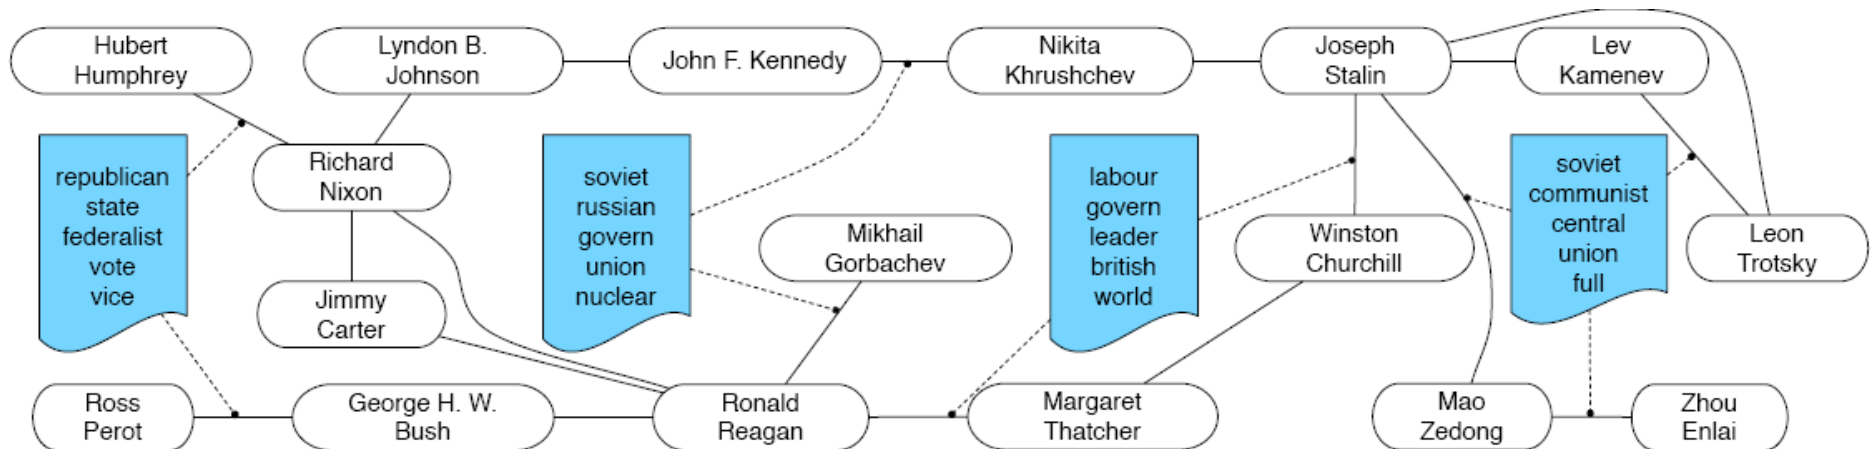 Hubert
Humphrey
Lyndon B.
Johnson
John F. Kennedy
Nikita
Khrushchev
Joseph
Stalin
Lev
Kamenev
republican
state
federalist
vote
vice
Richard
Nixon
soviet
russian
govern
union
nuclear
Mikhail
Gorbachev
labour
govern
leader
british
world
Winston
Churchill
soviet
communist
central
union
full
Leon
Trotsky
Jimmy
Carter
Ross
Perot
George H. W.
Bush
Ronald
Reagan
Margaret
Thatcher
Mao
Zedong
Zhou
Enlai